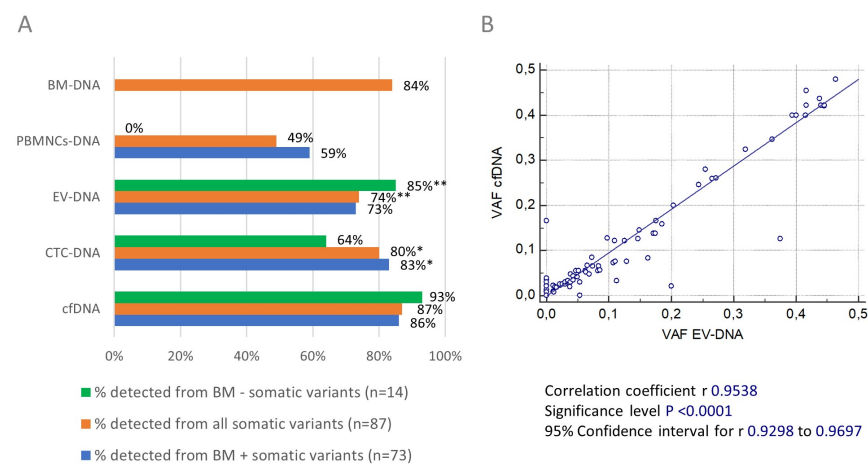 A
BM-DNA
84%
PBMNCs-DNA
0%
49%
59%
EV-DNA
85%**
74%**
73%
CTC-DNA
64%
80%*
83%*
cfDNA
93%
87%
86%
0% 20% 40% 60% 80% 100%
% detected from BM - somatic variants (n=14)
% detected from all somatic variants (n=87)
% detected from BM + somatic variants (n=73)
B
VAF cfDNA
0,5
0,4
0,3
0,2
0,1
0,0
0,0 0,1 0,2 0,3 0,4 0,5
VAF EV-DNA
Correlation coefficient r 0.9538
Significance level P <0.0001
95% Confidence interval for r 0.9298 to 0.9697